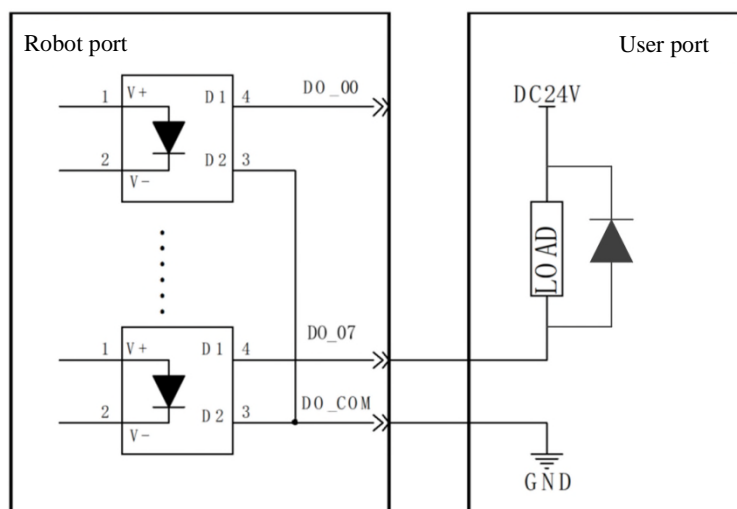 Robot port
User port
1 V+ D1 4 DO_00
2 V- D2 3
DC24V
LOAD
1 V+ D1 4 DO_07
2 V- D2 3 DO_COM
GND